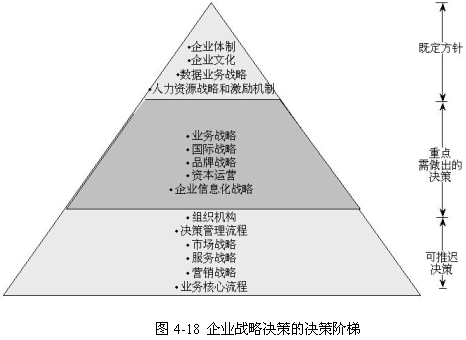 •企业体制
•企业文化
•数据业务战略
•人力资源战略和激励机制
既定方针
•业务战略
•国际战略
•品牌战略
•资本运营
•企业信息化战略
重点
需做出的
决策
•组织机构
•决策管理流程
•市场战略
•服务战略
•营销战略
•业务核心流程
可推迟
决策
图 4-18 企业战略决策的决策阶梯